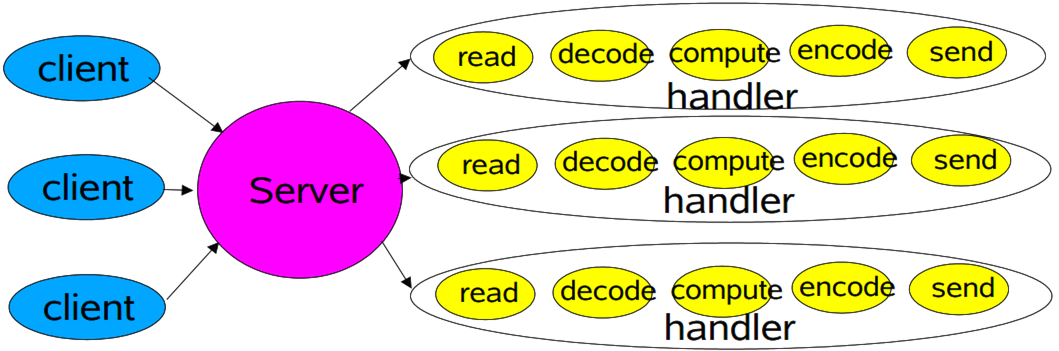 client
client
client
Server
read decode compute encode send
handler
read decode compute encode send
handler
read decode compute encode send
handler